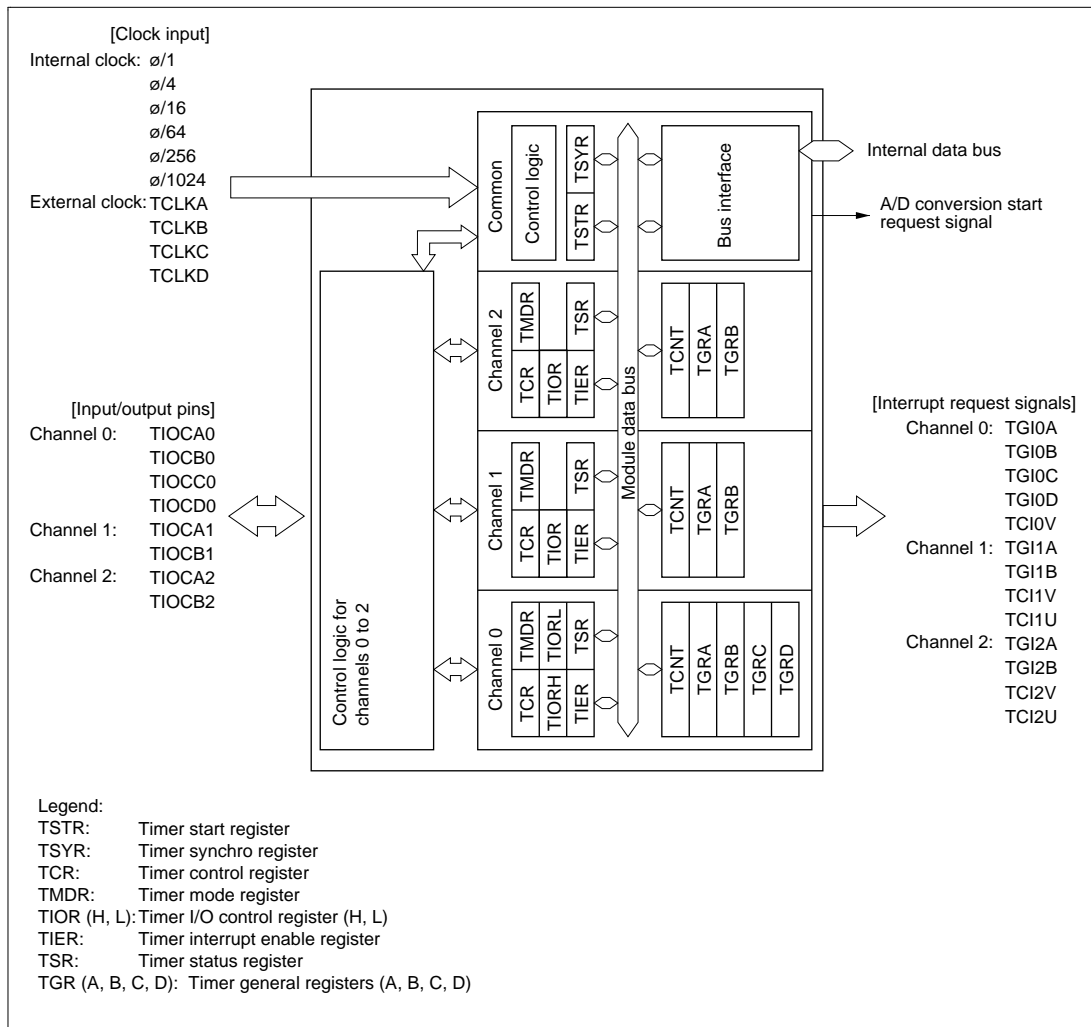 [Clock input]
Internal clock: ø/1
ø/4
ø/16
ø/64
ø/256
ø/1024
External clock: TCLKA
TCLKB
TCLKC
TCLKD
[Input/output pins]
Channel 0: TIOCA0
TIOCB0
TIOCC0
TIOCD0
Channel 1: TIOCA1
TIOCB1
Channel 2: TIOCA2
TIOCB2
Control logic for
channels 0 to 2
Common
Control logic
TSTR TSYR
Bus interface
Module data bus
Channel 2
TCR TMDR
TIOR
TIER TSR
TCNT
TGRA
TGRB
Channel 1
TCR TMDR
TIOR
TIER TSR
TCNT
TGRA
TGRB
Channel 0
TCR TMDR
TIORH TIORL
TIER TSR
TCNT
TGRA
TGRB
TGRC
TGRD
Internal data bus
A/D conversion start
request signal
[Interrupt request signals]
Channel 0: TGI0A
TGI0B
TGI0C
TGI0D
TCI0V
Channel 1: TGI1A
TGI1B
TCI1V
TCI1U
Channel 2: TGI2A
TGI2B
TCI2V
TCI2U
Legend:
TSTR: Timer start register
TSYR: Timer synchro register
TCR: Timer control register
TMDR: Timer mode register
TIOR (H, L): Timer I/O control register (H, L)
TIER: Timer interrupt enable register
TSR: Timer status register
TGR (A, B, C, D): Timer general registers (A, B, C, D)